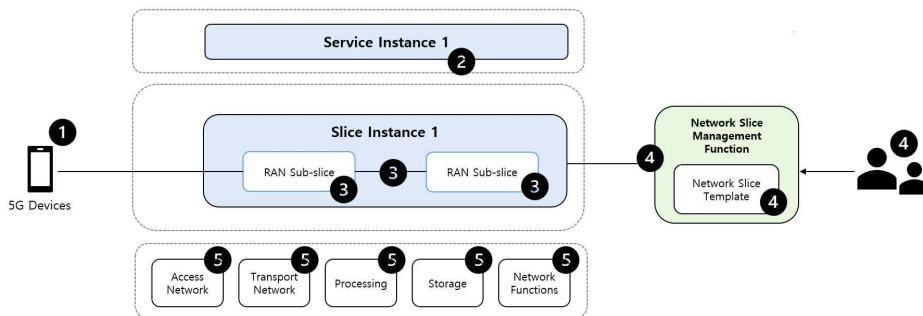 Service Instance 1
2
1
5G Devices
Slice Instance 1
RAN Sub-slice
3
3
RAN Sub-slice
3
4
Network Slice
Management
Function
Network Slice
Template
4
4
Access
Network
5
Transport
Network
5
Processing
5
Storage
5
Network
Functions
5